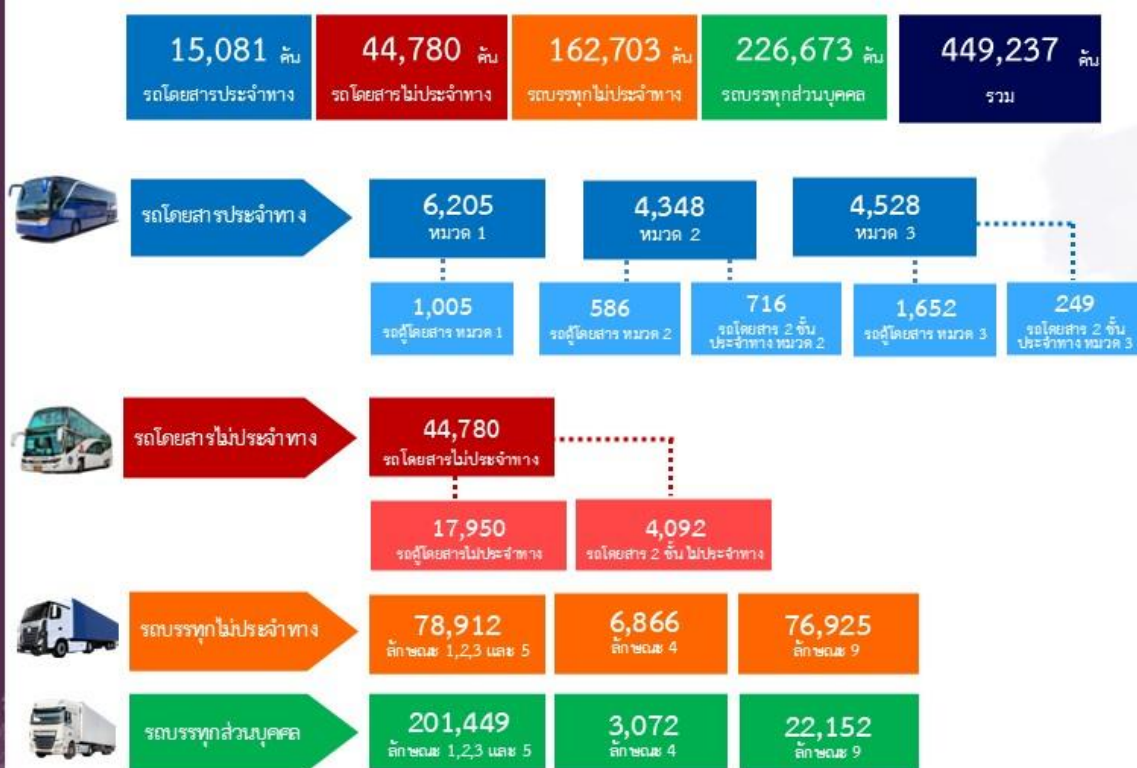 15,081 คัน
รถโดยสารประจำทาง
44,780 คัน
รถโดยสารไม่ประจำทาง
162,703 คัน
รถบรรทุกไม่ประจำทาง
226,673 คัน
รถบรรทุกส่วนบุคคล
449,237 คัน
รวม
รถโดยสารประจำทาง
6,205
หมวด 1
4,348
หมวด 2
4,528
หมวด 3
1,005
รถตู้โดยสาร หมวด 1
586
รถตู้โดยสาร หมวด 2
716
รถโดยสาร 2 ชั้น
ประจำทาง หมวด 2
1,652
รถตู้โดยสาร หมวด 3
249
รถโดยสาร 2 ชั้น
ประจำทาง หมวด 3
รถโดยสารไม่ประจำทาง
44,780
รถโดยสารไม่ประจำทาง
17,950
รถตู้โดยสารไม่ประจำทาง
4,092
รถโดยสาร 2 ชั้น ไม่ประจำทาง
รถบรรทุกไม่ประจำทาง
78,912
ลักษณะ 1,2,3 และ 5
6,866
ลักษณะ 4
76,925
ลักษณะ 9
รถบรรทุกส่วนบุคคล
201,449
ลักษณะ 1,2,3 และ 5
3,072
ลักษณะ 4
22,152
ลักษณะ 9